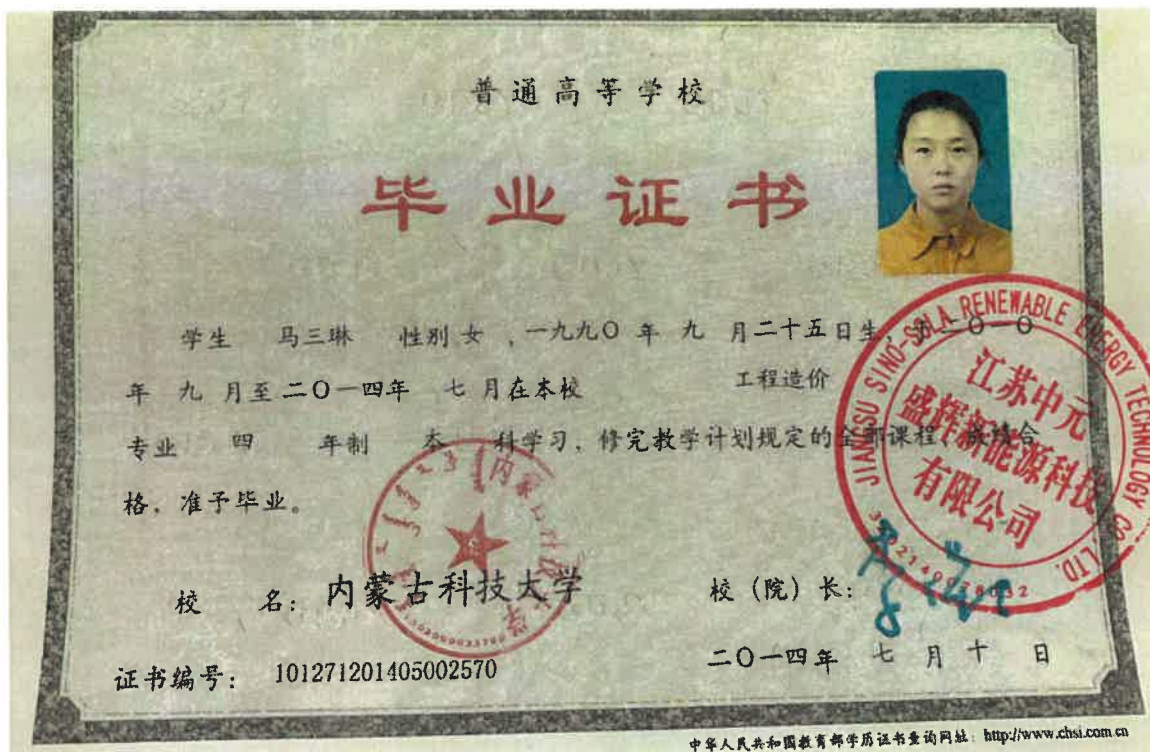 普通高等学校
毕业证书
学生 马三琳 性别 女 ，一九九〇 年 九 月二十五日生，于二〇一〇
年 九 月至二〇一四年 七 月在本校 工程造价
专业 四 年制 本 科学习，修完教学计划规定的全部课程，成绩合
格，准予毕业。
校 名：内蒙古科技大学
校（院）长：
证书编号：101271201405002570
二〇一四年 七 月 十 日
JIANGSU SINO-SOLA RENEWABLE ENERGY TECHNOLOGY CO., LTD.
江苏中元
盛辉新能源科技
有限公司
中华人民共和国教育部学历证书查询网址：http://www.chsi.com.cn